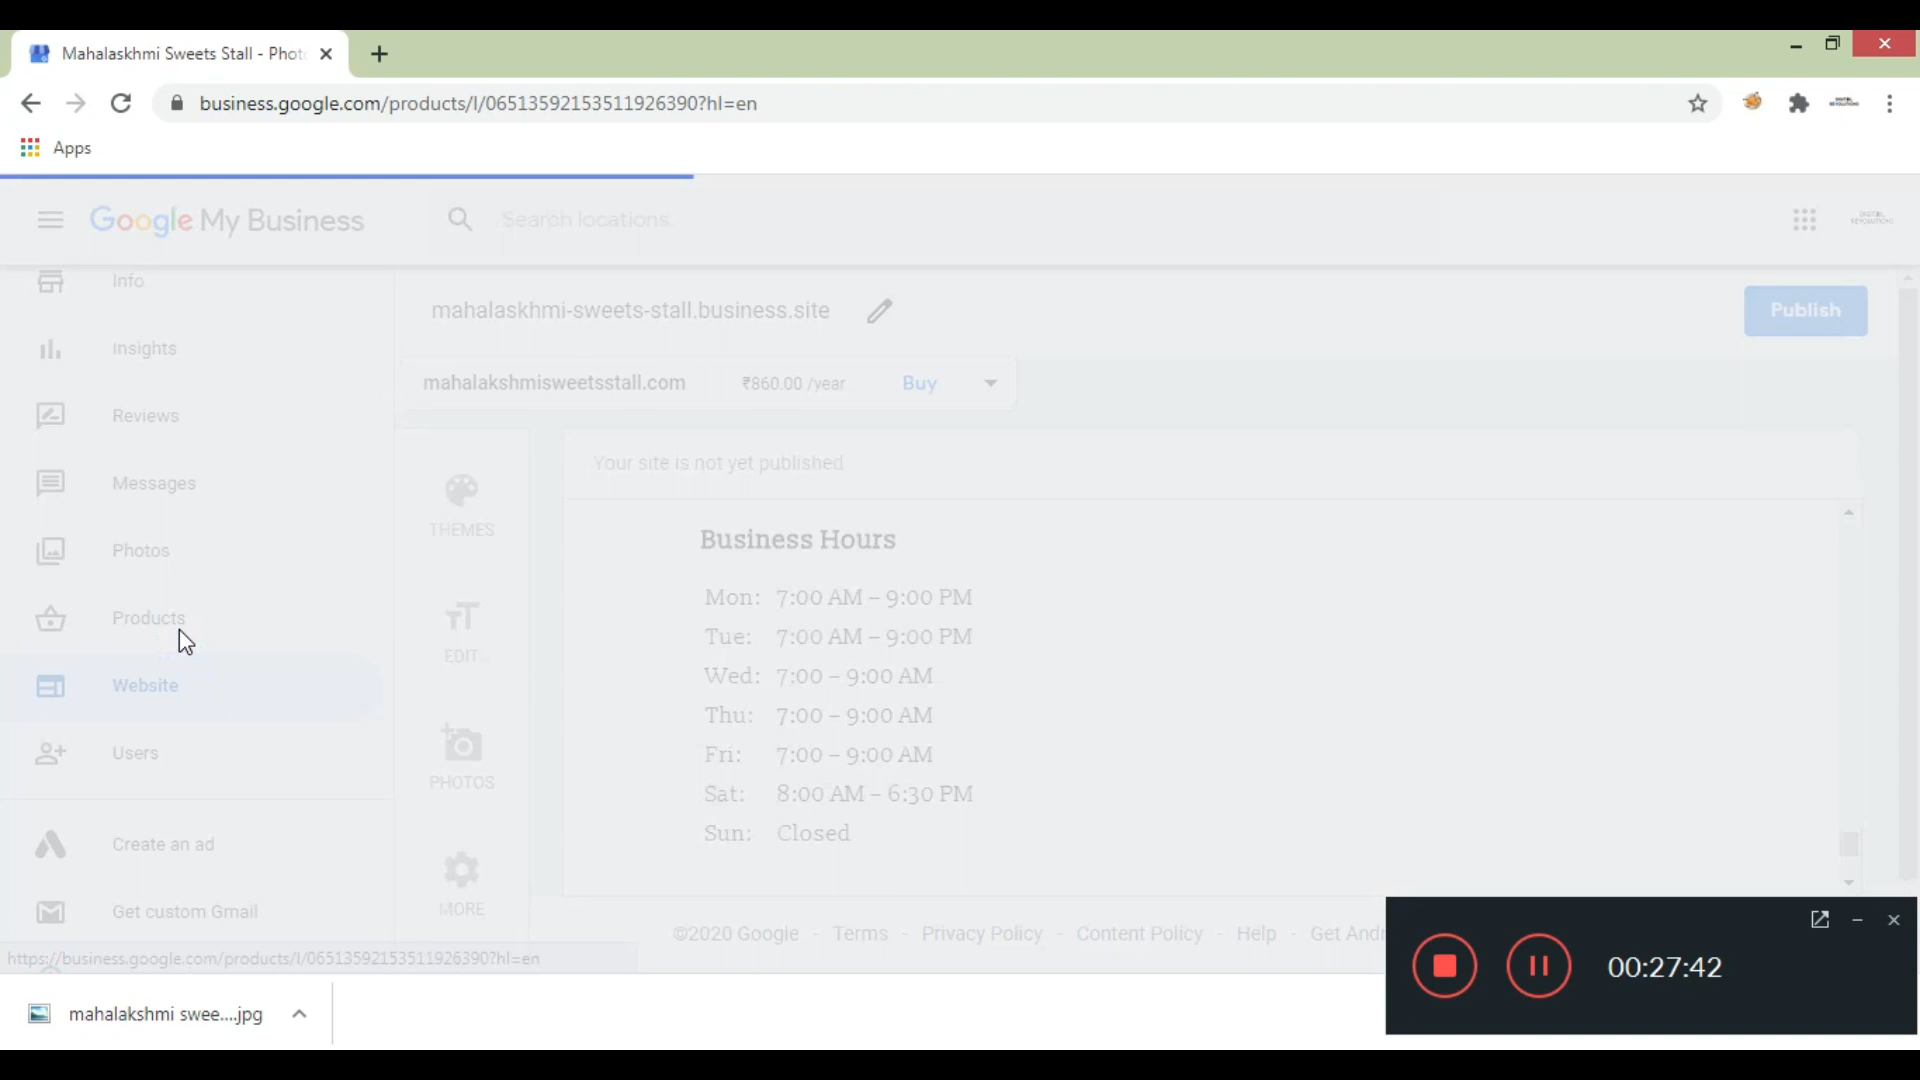 Mahalaskhmi Sweets Stall - Phot
business.google.com/products/l/06513592153511926390?hl=en
Apps
Google My Business
Search locations
Info
Insights
Reviews
Messages
Photos
Products
Website
Users
Create an ad
Get custom Gmail
mahalaskhmi-sweets-stall.business.site
Publish
mahalakshmisweetsstall.com ₹860.00 /year Buy
THEMES
EDIT
PHOTOS
MORE
Your site is not yet published
Business Hours
Mon: 7:00 AM – 9:00 PM
Tue: 7:00 AM – 9:00 PM
Wed: 7:00 – 9:00 AM
Thu: 7:00 – 9:00 AM
Fri: 7:00 – 9:00 AM
Sat: 8:00 AM – 6:30 PM
Sun: Closed
©2020 Google - Terms - Privacy Policy - Content Policy - Help - Get Andr
https://business.google.com/products/l/06513592153511926390?hl=en
mahalakshmi swee....jpg
00:27:42